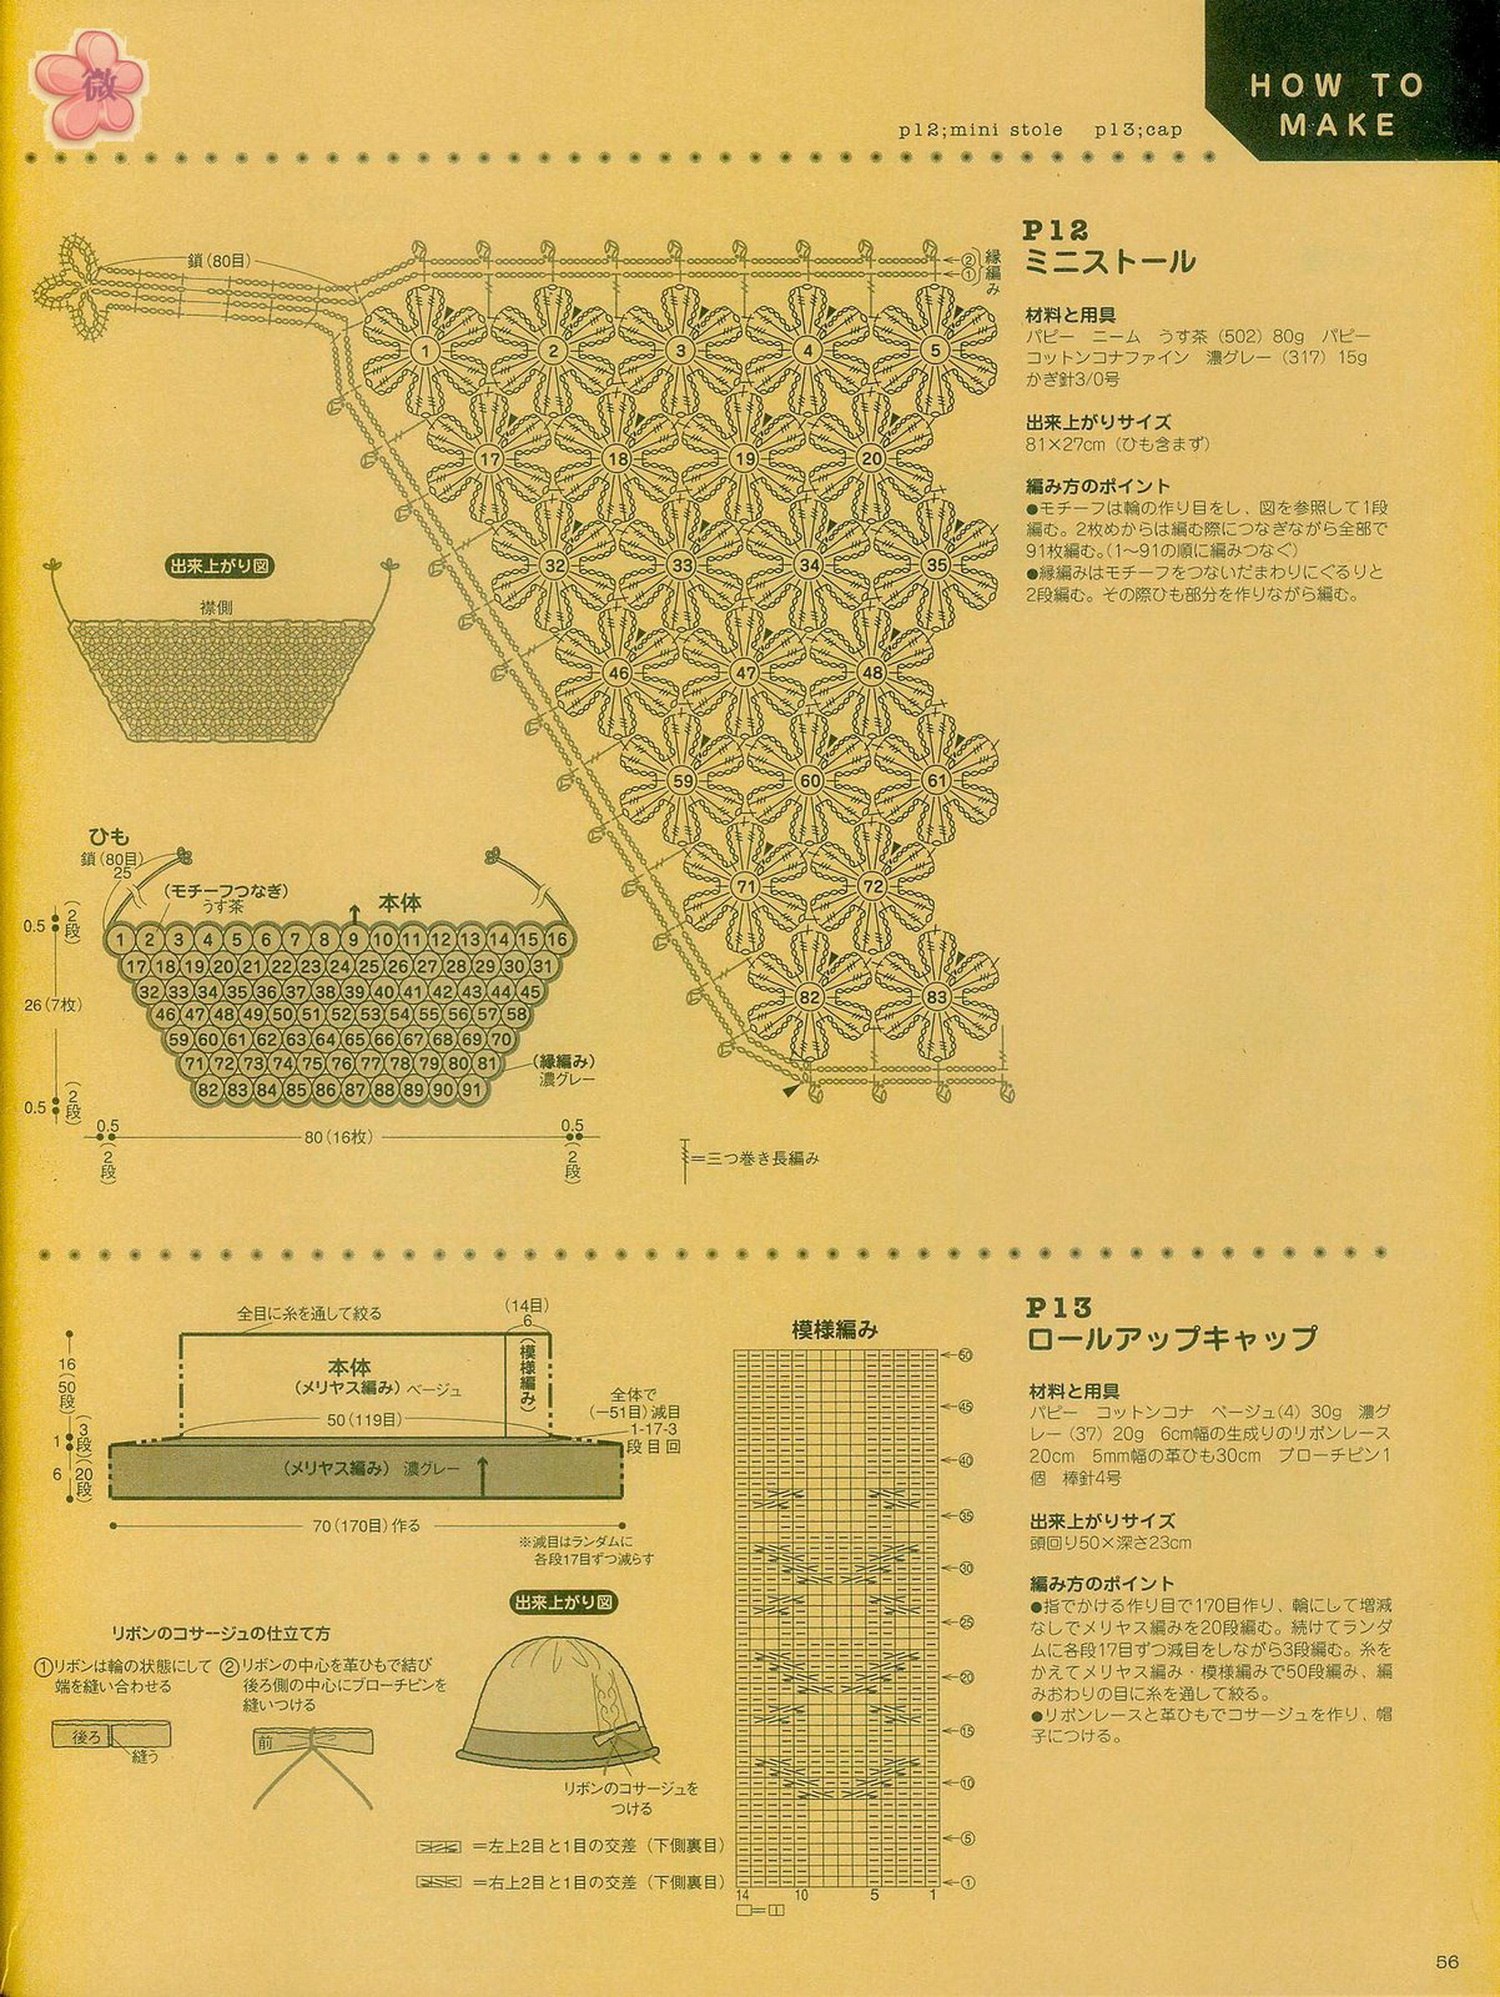 微
HOW TO
MAKE
p12;mini stole p13;cap
P12
ミニストール
材料と用具
パピー ニーム うす茶（502）80g パピー
コットンコナファイン 濃グレー（317）15g
かぎ針3/0号
出来上がりサイズ
81×27cm（ひも含まず）
編み方のポイント
●モチーフは輪の作り目をし、図を参照して1段
編む。2枚めからは編む際につなぎながら全部で
91枚編む。（1～91の順に編みつなぐ）
●縁編みはモチーフをつないだまわりにぐるりと
2段編む。その際ひも部分を作りながら編む。
鎖（80目）
②
①
縁編み
1 2 3 4 5
17 18 19 20
32 33 34 35
46 47 48
59 60 61
71 72
82 83
出来上がり図
襟側
ひも
鎖（80目）
25
（モチーフつなぎ）
うす茶
本体
0.5（2段）
26（7枚）
0.5（2段）
1 2 3 4 5 6 7 8 9 10 11 12 13 14 15 16
17 18 19 20 21 22 23 24 25 26 27 28 29 30 31
32 33 34 35 36 37 38 39 40 41 42 43 44 45
46 47 48 49 50 51 52 53 54 55 56 57 58
59 60 61 62 63 64 65 66 67 68 69 70
71 72 73 74 75 76 77 78 79 80 81
82 83 84 85 86 87 88 89 90 91
（縁編み）
濃グレー
0.5（2段）
80（16枚）
0.5（2段）
＝三つ巻き長編み
P13
ロールアップキャップ
材料と用具
パピー コットンコナ ベージュ（4）30g 濃グ
レー（37）20g 6cm幅の生成りのリボンレース
20cm 5mm幅の革ひも30cm ブローチピン1
個 棒針4号
出来上がりサイズ
頭回り50×深さ23cm
編み方のポイント
●指でかける作り目で170目作り、輪にして増減
なしでメリヤス編みを20段編む。続けてランダ
ムに各段17目ずつ減目をしながら3段編む。糸を
かえてメリヤス編み・模様編みで50段編み、編
みおわりの目に糸を通して絞る。
●リボンレースと革ひもでコサージュを作り、帽
子につける。
全目に糸を通して絞る
（14目）
6
（模様編み）
本体
（メリヤス編み）ベージュ
50（119目）
16（50段）
1（3段）
6（20段）
全体で
（－51目）減目
1-17-3
段目回
（メリヤス編み）濃グレー
70（170目）作る
※減目はランダムに
各段17目ずつ減らす
リボンのコサージュの仕立て方
①リボンは輪の状態にして
端を縫い合わせる
後ろ
縫う
②リボンの中心を革ひもで結び
後ろ側の中心にブローチピンを
縫いつける
前
出来上がり図
リボンのコサージュを
つける
＝左上2目と1目の交差（下側裏目）
＝右上2目と1目の交差（下側裏目）
模様編み
50
45
40
35
30
25
20
15
10
5
1
14 10 5 1
□＝|
56